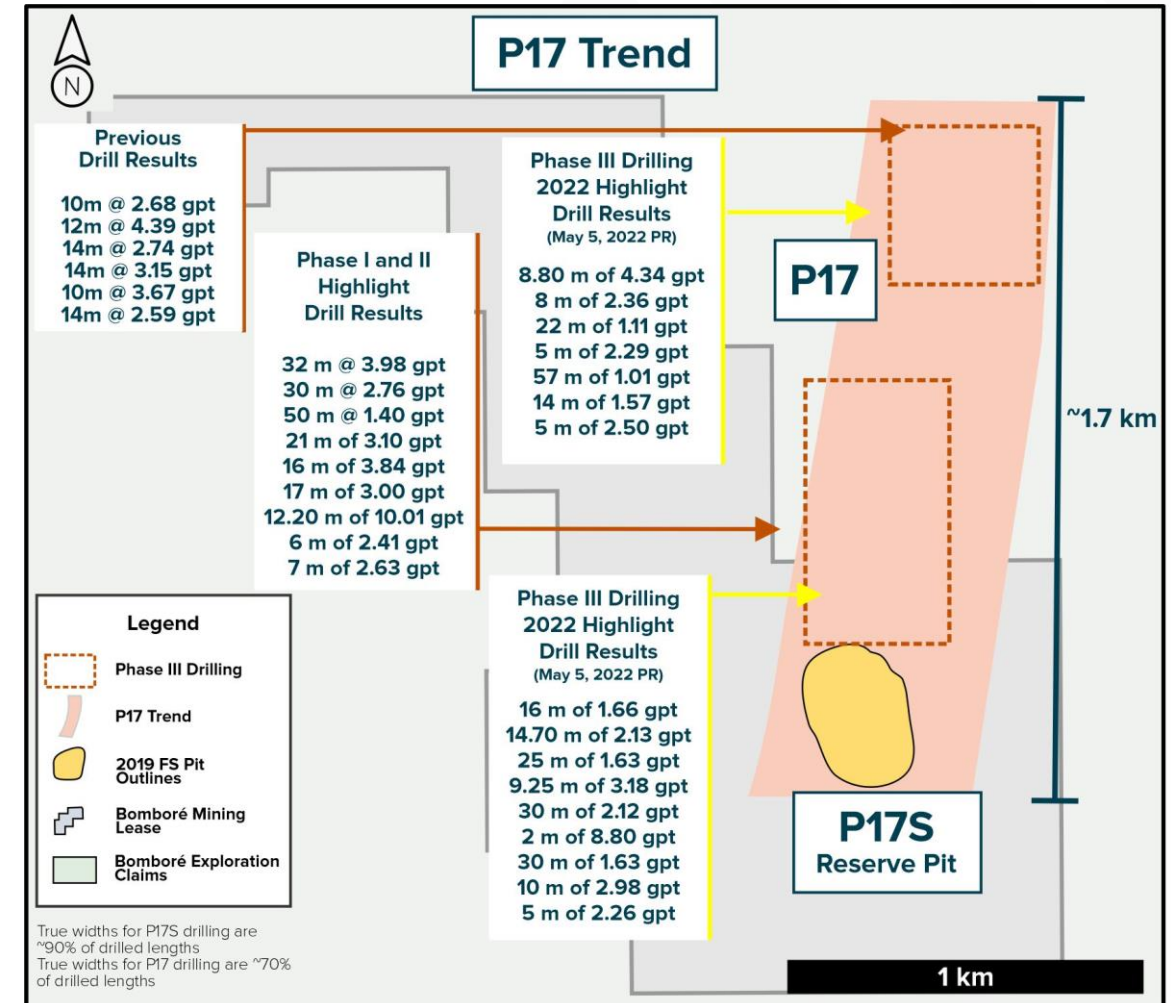 N
P17 Trend
Previous
Drill Results
10m @ 2.68 gpt
12m @ 4.39 gpt
14m @ 2.74 gpt
14m @ 3.15 gpt
10m @ 3.67 gpt
14m @ 2.59 gpt
Phase I and II
Highlight
Drill Results
32 m @ 3.98 gpt
30 m @ 2.76 gpt
50 m @ 1.40 gpt
21 m of 3.10 gpt
16 m of 3.84 gpt
17 m of 3.00 gpt
12.20 m of 10.01 gpt
6 m of 2.41 gpt
7 m of 2.63 gpt
Phase III Drilling
2022 Highlight
Drill Results
(May 5, 2022 PR)
8.80 m of 4.34 gpt
8 m of 2.36 gpt
22 m of 1.11 gpt
5 m of 2.29 gpt
57 m of 1.01 gpt
14 m of 1.57 gpt
5 m of 2.50 gpt
P17
~1.7 km
Phase III Drilling
2022 Highlight
Drill Results
(May 5, 2022 PR)
16 m of 1.66 gpt
14.70 m of 2.13 gpt
25 m of 1.63 gpt
9.25 m of 3.18 gpt
30 m of 2.12 gpt
2 m of 8.80 gpt
30 m of 1.63 gpt
10 m of 2.98 gpt
5 m of 2.26 gpt
P17S
Reserve Pit
Legend
Phase III Drilling
P17 Trend
2019 FS Pit
Outlines
Bomboré Mining
Lease
Bomboré Exploration
Claims
True widths for P17S drilling are
~90% of drilled lengths
True widths for P17 drilling are ~70%
of drilled lengths
1 km